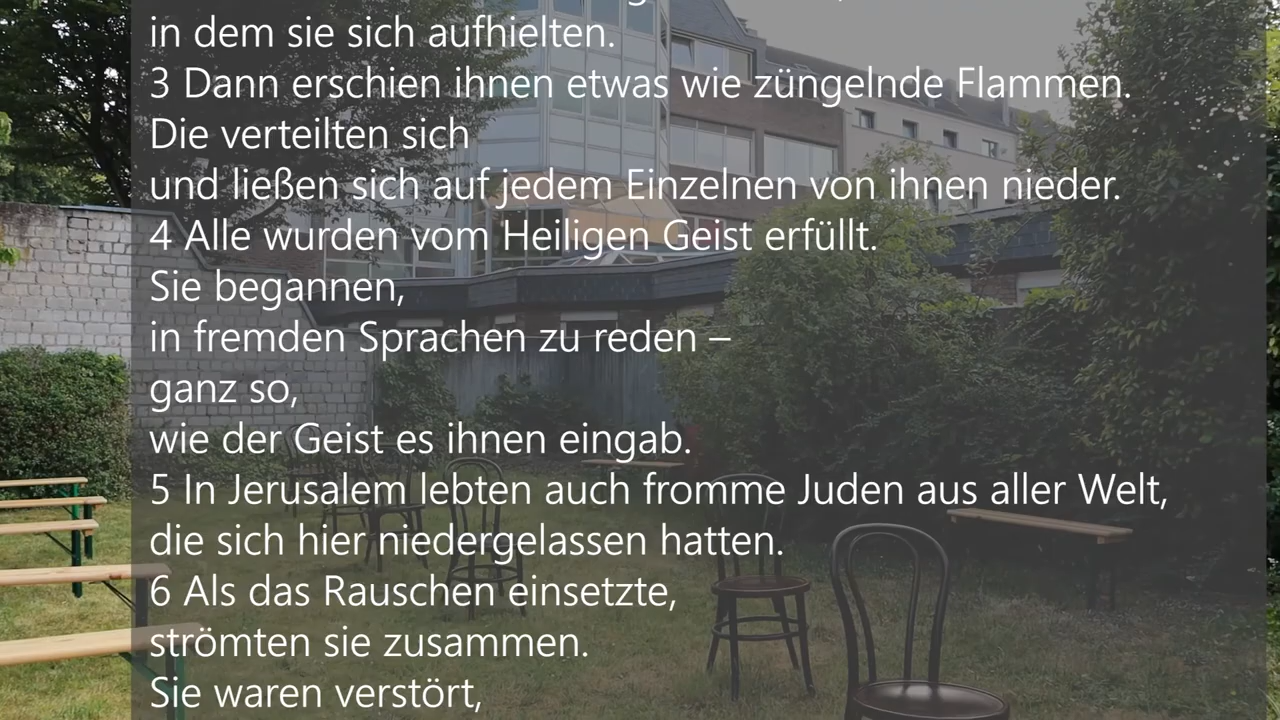 in dem sie sich aufhielten.
3 Dann erschien ihnen etwas wie züngelnde Flammen.
Die verteilten sich
und ließen sich auf jedem Einzelnen von ihnen nieder.
4 Alle wurden vom Heiligen Geist erfüllt.
Sie begannen,
in fremden Sprachen zu reden –
ganz so,
wie der Geist es ihnen eingab.
5 In Jerusalem lebten auch fromme Juden aus aller Welt,
die sich hier niedergelassen hatten.
6 Als das Rauschen einsetzte,
strömten sie zusammen.
Sie waren verstört,